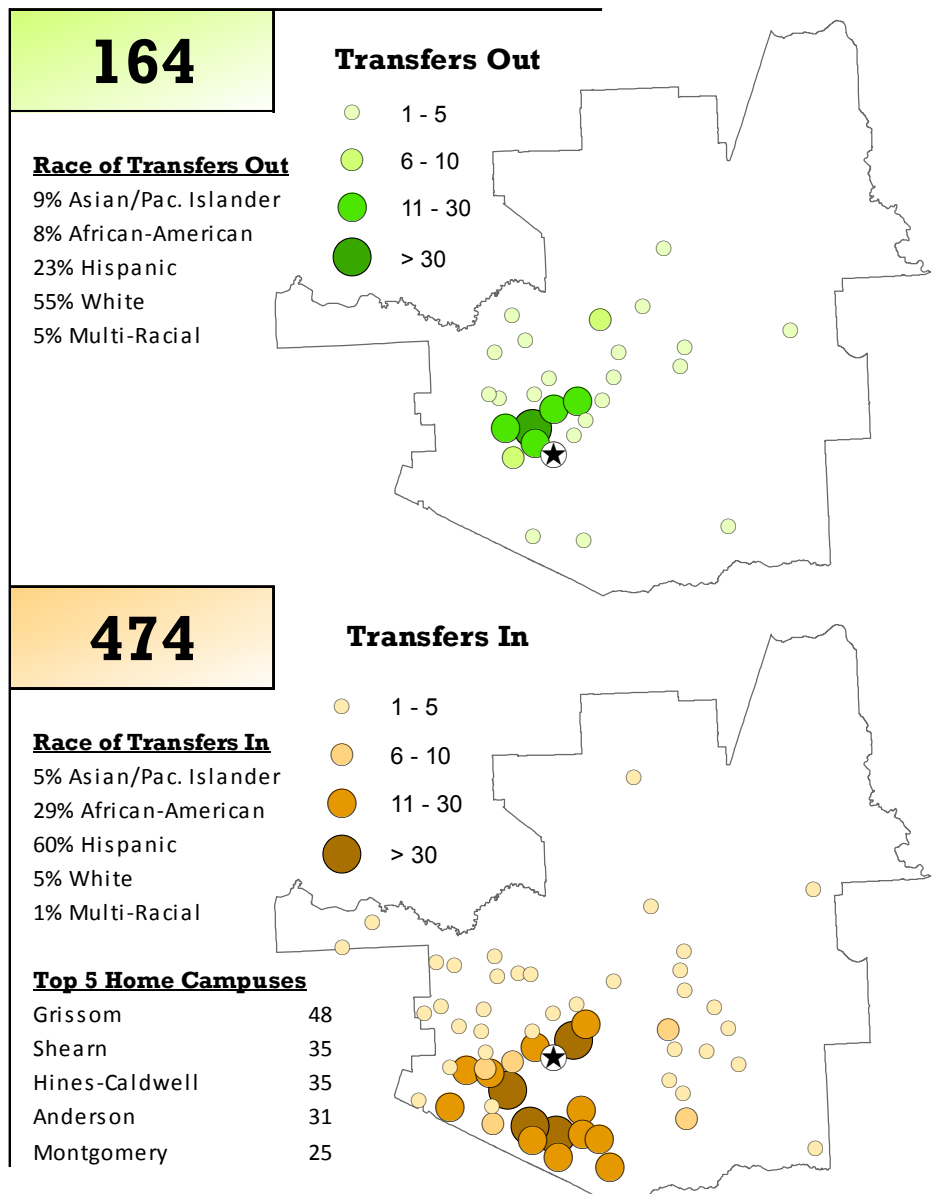 164
Transfers Out
1 - 5
6 - 10
11 - 30
> 30
Race of Transfers Out
9% Asian/Pac. Islander
8% African-American
23% Hispanic
55% White
5% Multi-Racial
474
Transfers In
1 - 5
6 - 10
11 - 30
> 30
Race of Transfers In
5% Asian/Pac. Islander
29% African-American
60% Hispanic
5% White
1% Multi-Racial
Top 5 Home Campuses
Grissom 48
Shearn 35
Hines-Caldwell 35
Anderson 31
Montgomery 25